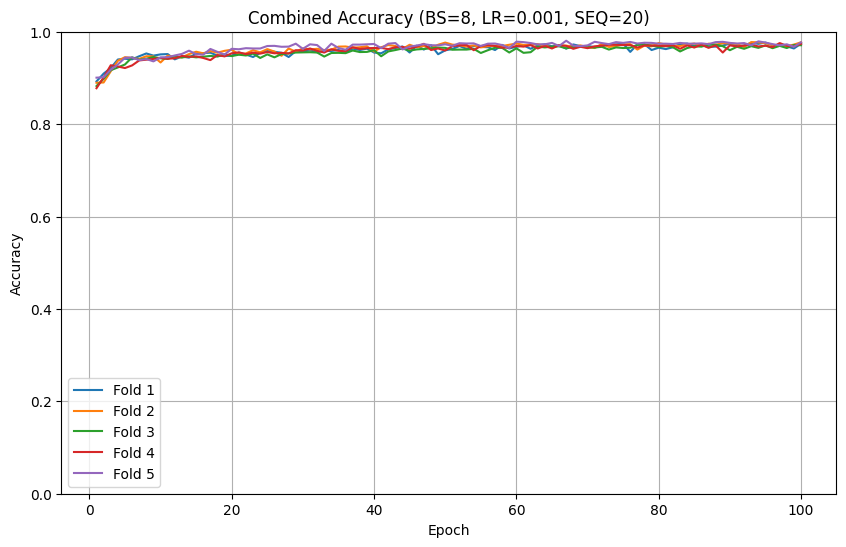 Combined Accuracy (BS=8, LR=0.001, SEQ=20)
1.0
0.8
0.6
0.4
0.2
0.0
Accuracy
Fold 1
Fold 2
Fold 3
Fold 4
Fold 5
0 20 40 60 80 100
Epoch